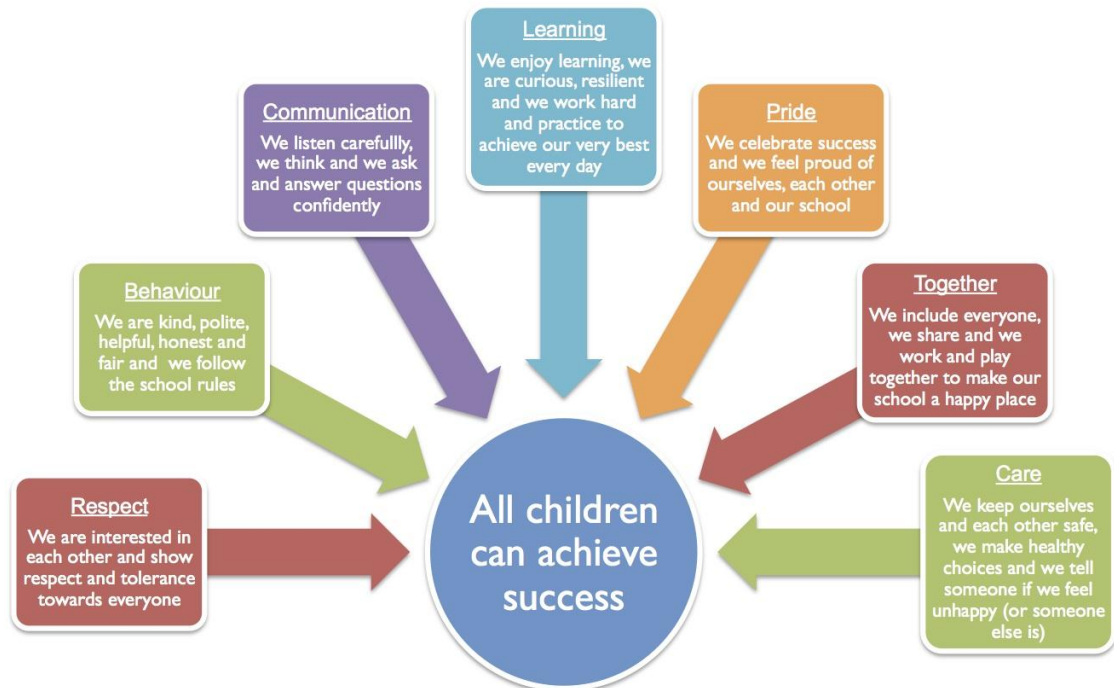 Respect
We are interested in
each other and show
respect and tolerance
towards everyone
Behaviour
We are kind, polite,
helpful, honest and
fair and  we follow
the school rules
Communication
We listen carefullly,
we think and we ask
and answer questions
confidently
Learning
We enjoy learning, we
are curious, resilient
and we work hard
and practice to
achieve our very best
every day
Pride
We celebrate success
and we feel proud of
ourselves, each other
and our school
Together
We include everyone,
we share and we
work and play
together to make our
school a happy place
Care
We keep ourselves
and each other safe,
we make healthy
choices and we tell
someone if we feel
unhappy (or someone
else is)
All children
can achieve
success